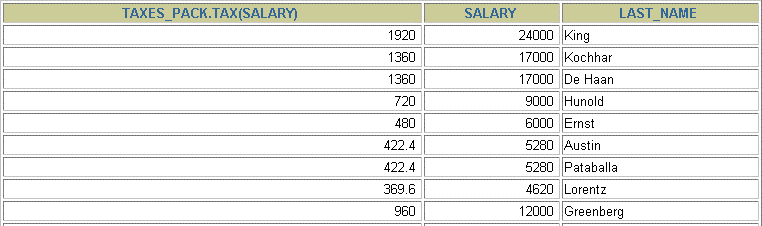 TAXES_PACK.TAX(SALARY) SALARY LAST_NAME
1920 24000 King
1360 17000 Kochhar
1360 17000 De Haan
720 9000 Hunold
480 6000 Ernst
422.4 5280 Austin
422.4 5280 Pataballa
369.6 4620 Lorentz
960 12000 Greenberg